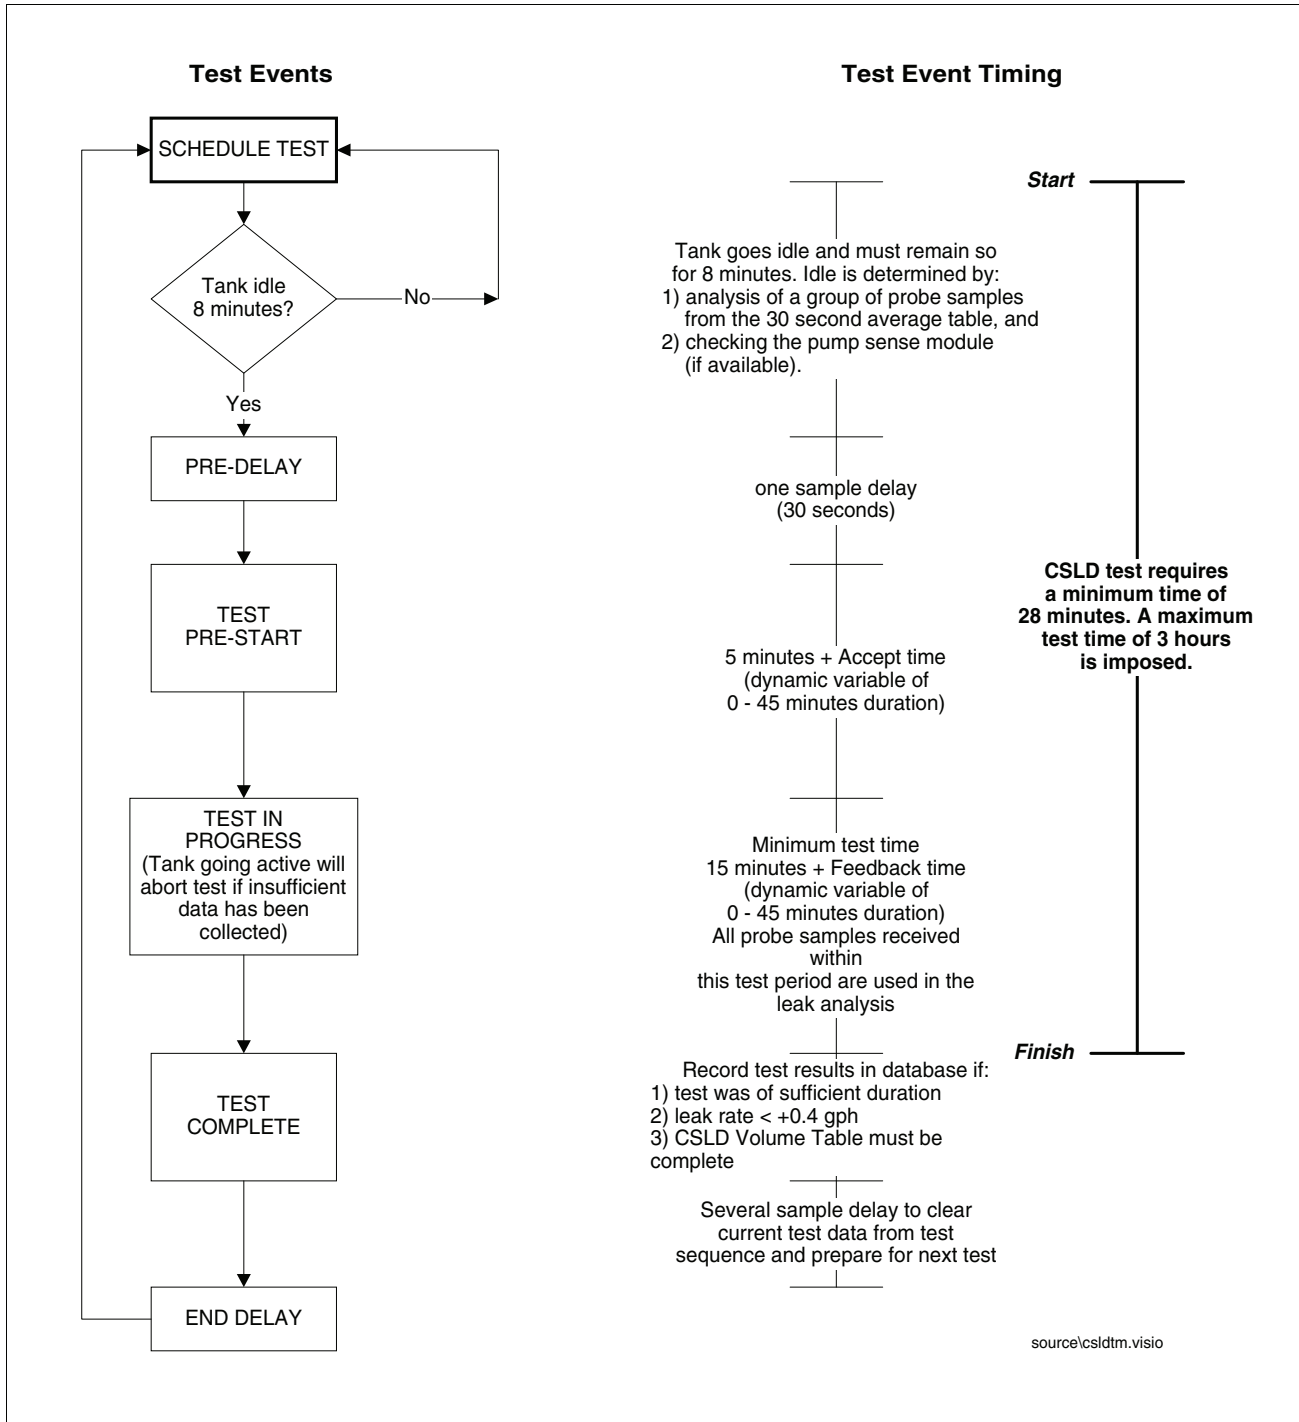 Test Events
Test Event Timing
SCHEDULE TEST
Tank idle
8 minutes?
No
Yes
PRE-DELAY
TEST
PRE-START
TEST IN
PROGRESS
(Tank going active will
abort test if insufficient
data has been
collected)
TEST
COMPLETE
END DELAY
Start
Tank goes idle and must remain so
for 8 minutes. Idle is determined by:
1) analysis of a group of probe samples
from the 30 second average table, and
2) checking the pump sense module
(if available).
one sample delay
(30 seconds)
5 minutes + Accept time
(dynamic variable of
0 - 45 minutes duration)
Minimum test time
15 minutes + Feedback time
(dynamic variable of
0 - 45 minutes duration)
All probe samples received
within
this test period are used in the
leak analysis
CSLD test requires
a minimum time of
28 minutes. A maximum
test time of 3 hours
is imposed.
Finish
Record test results in database if:
1) test was of sufficient duration
2) leak rate < +0.4 gph
3) CSLD Volume Table must be
complete
Several sample delay to clear
current test data from test
sequence and prepare for next test
source\csldtm.visio